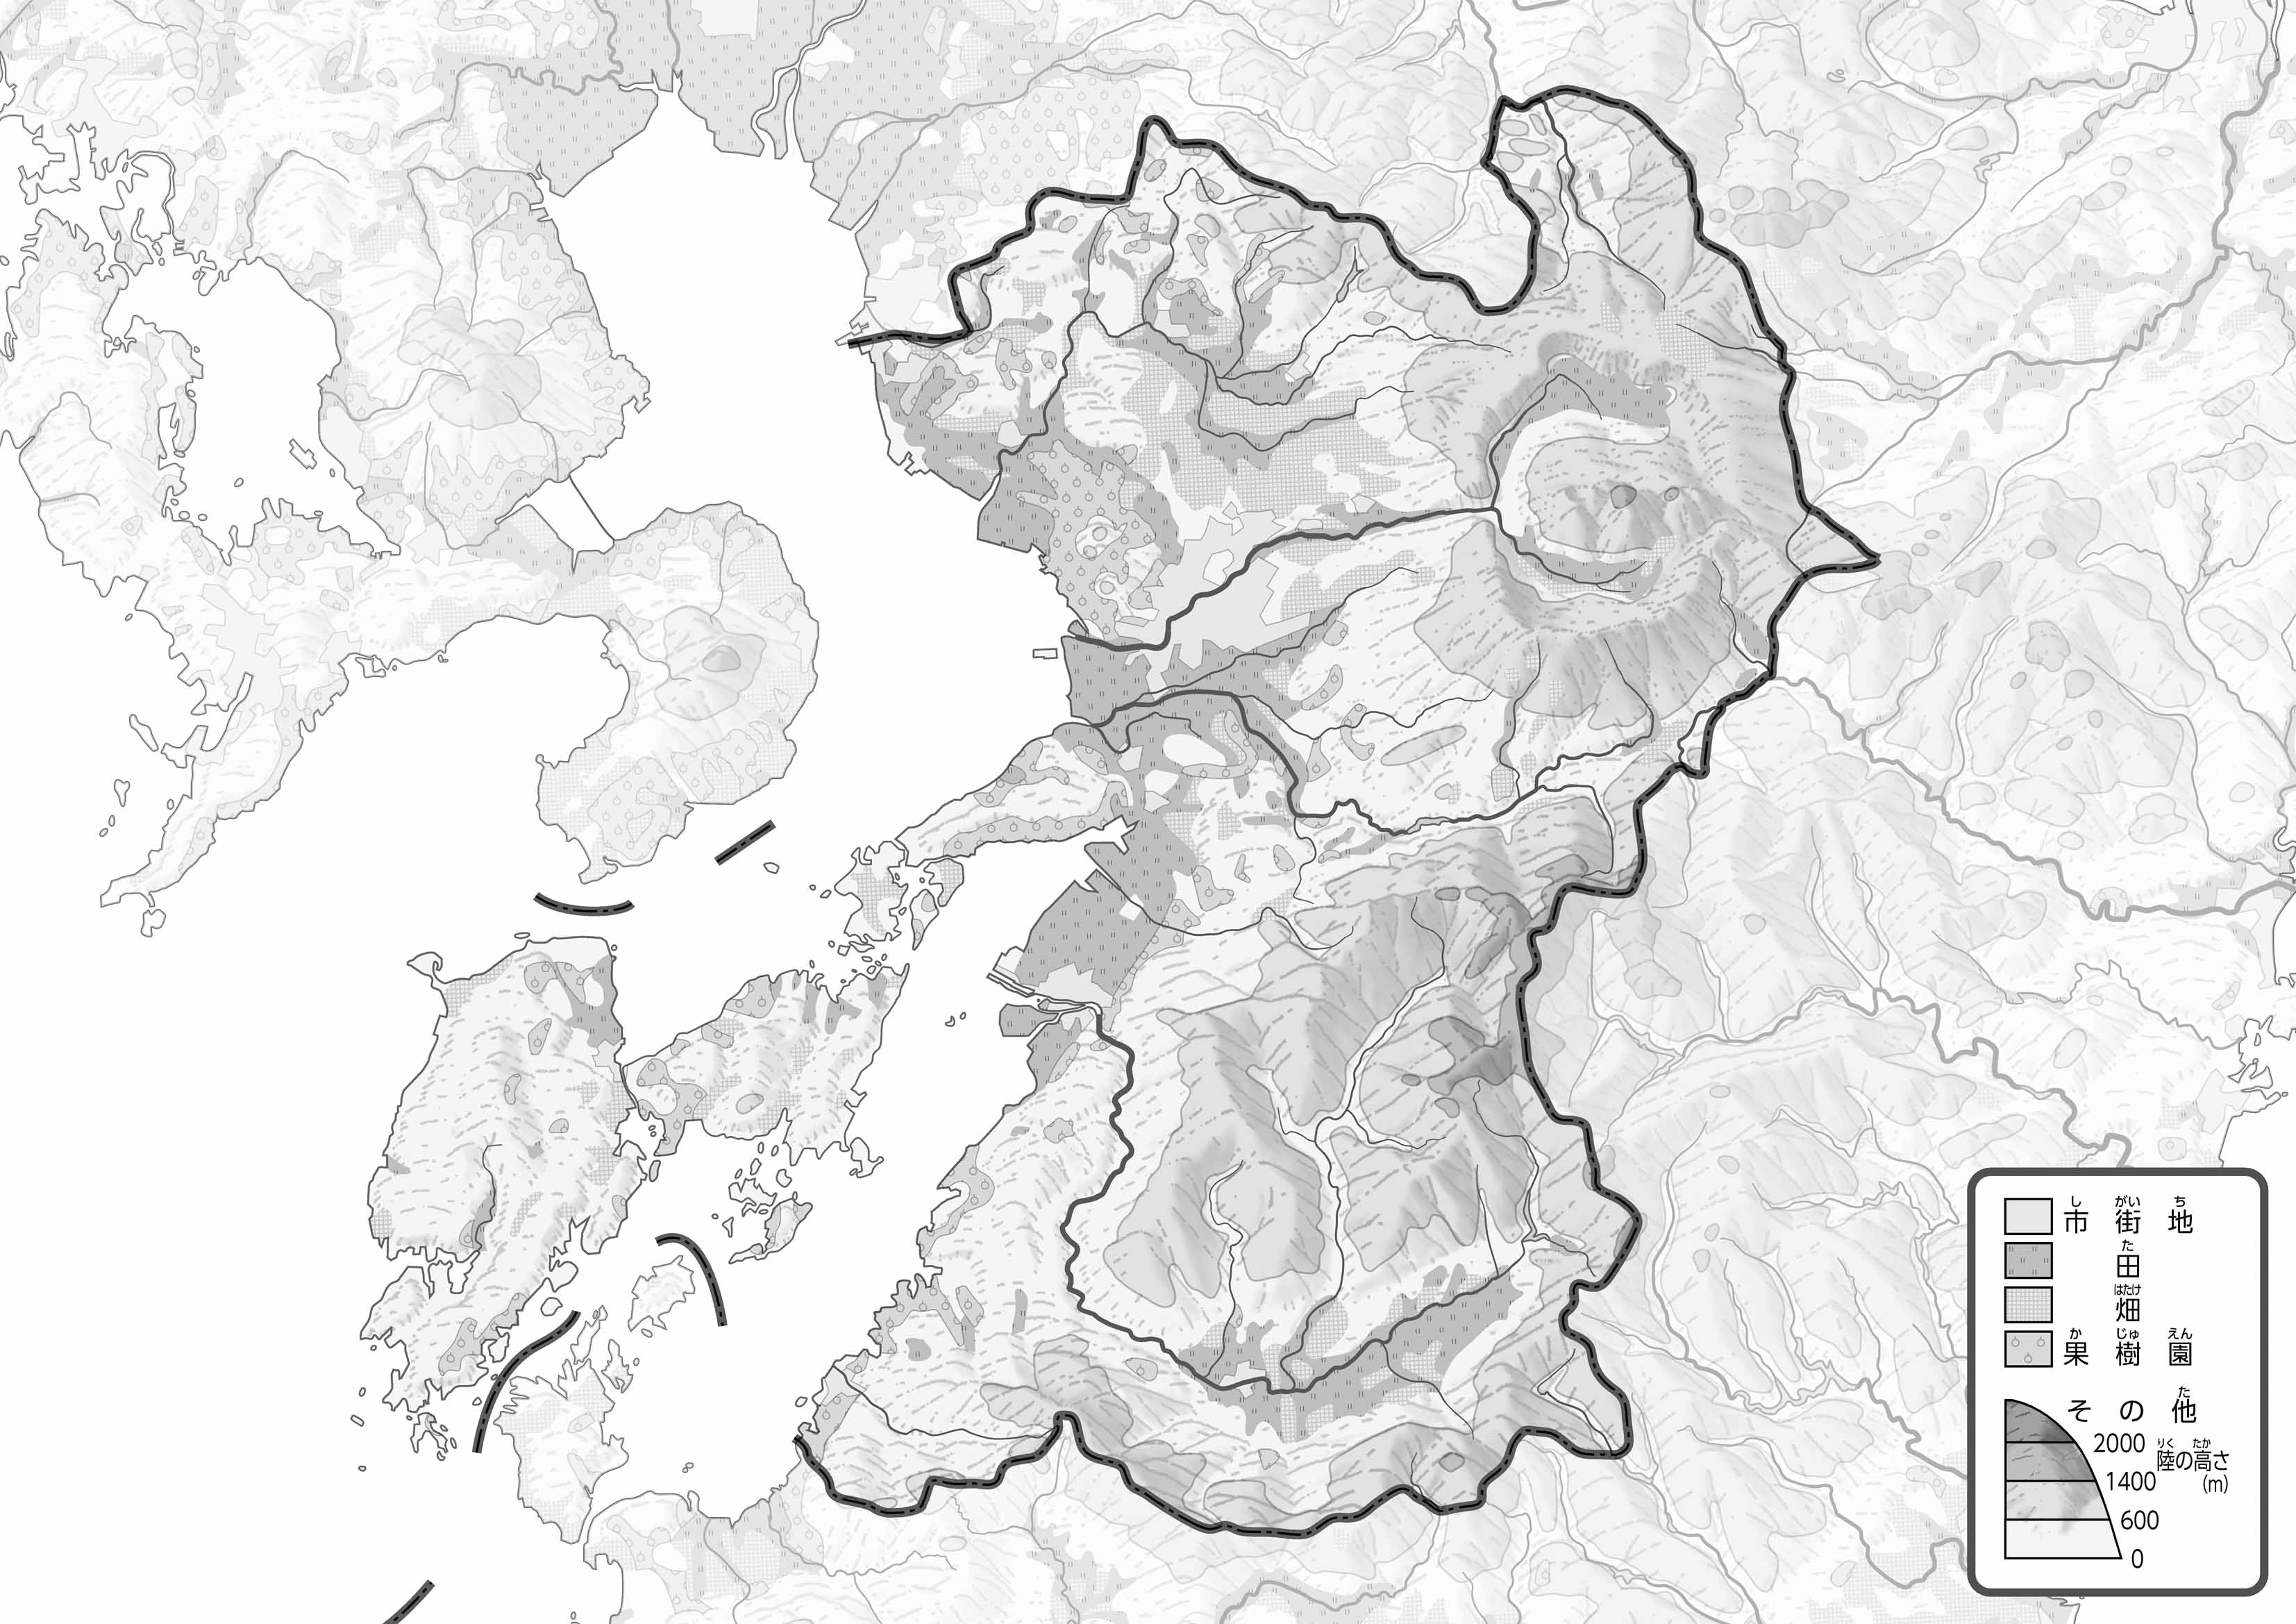 し がい ち
市 街 地
た
田
はたけ
畑
か じゅ えん
果 樹 園
た
そ の 他
2000
りく たか
陸の高さ
1400
(m)
600
0